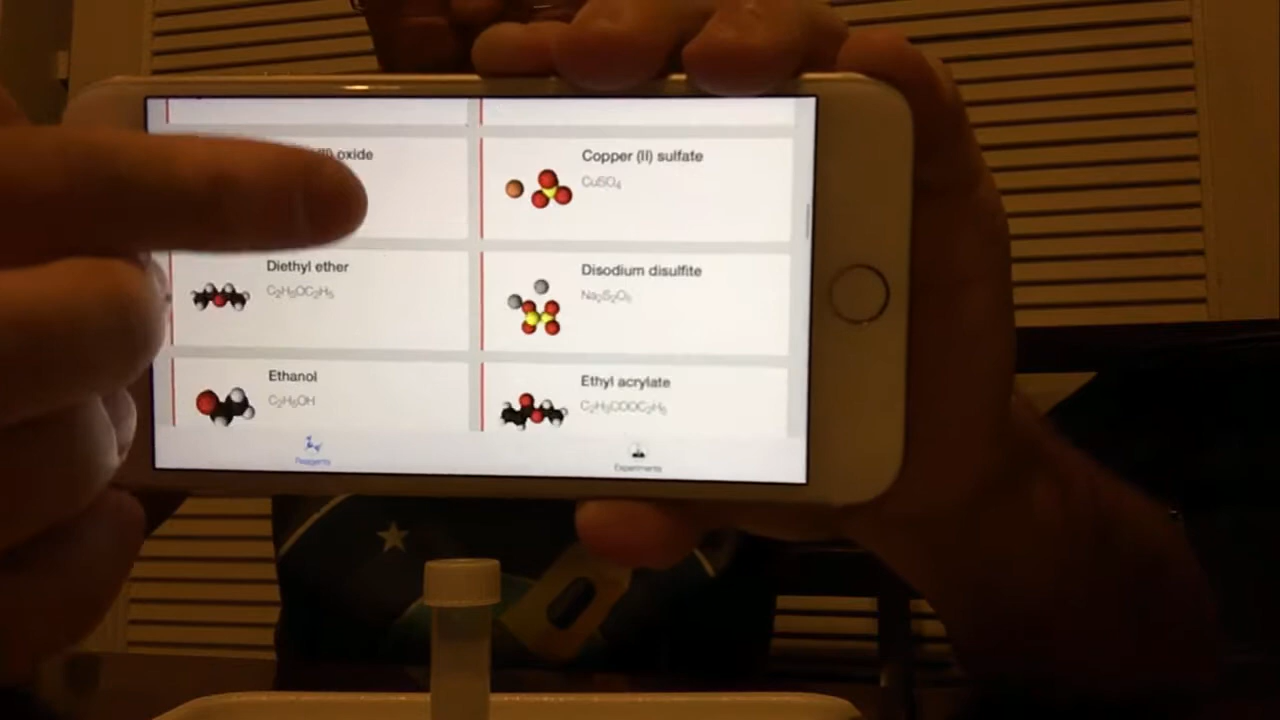 oxide
Copper (II) sulfate
CuSO₄
Diethyl ether
C₂H₅OC₂H₅
Disodium disulfite
Na₂S₂O₅
Ethanol
C₂H₅OH
Ethyl acrylate
C₂H₃COOC₂H₅
Reagents
Experiments